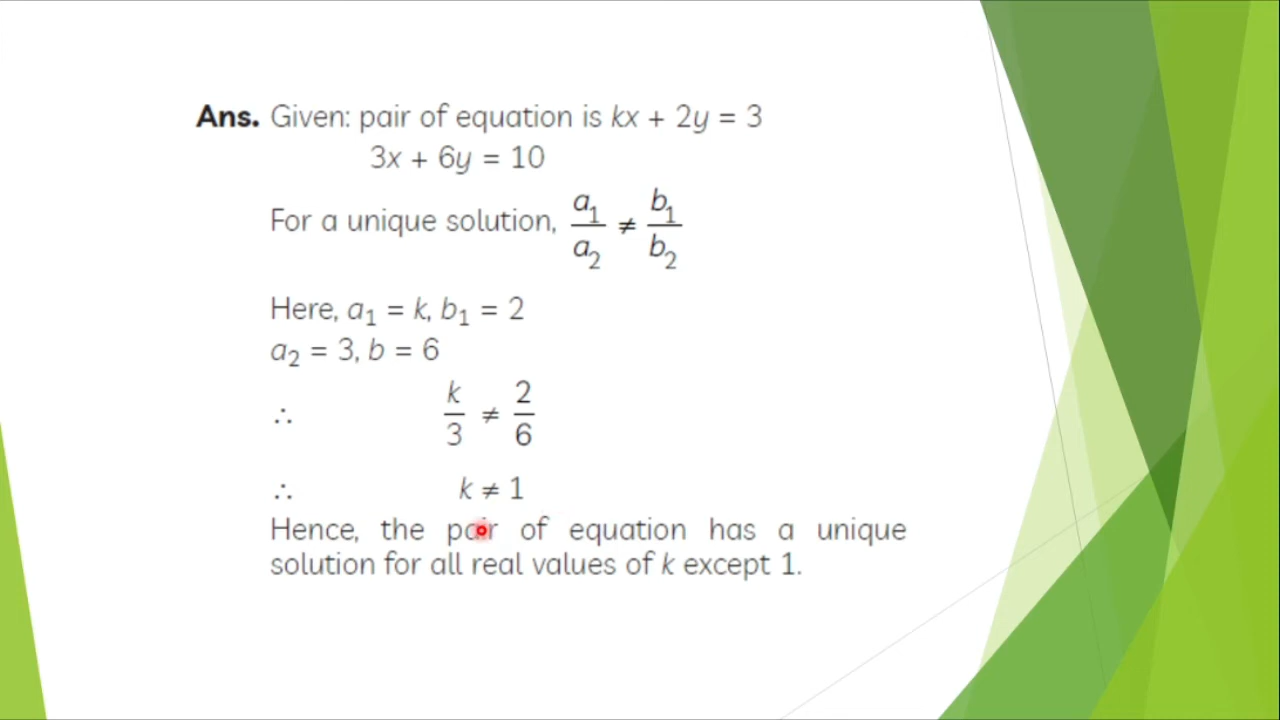 Ans. Given: pair of equation is kx + 2y = 3
3x + 6y = 10
For a unique solution, a₁/a₂ ≠ b₁/b₂
Here, a₁ = k, b₁ = 2
a₂ = 3, b = 6
∴ k/3 ≠ 2/6
∴ k ≠ 1
Hence, the pair of equation has a unique
solution for all real values of k except 1.